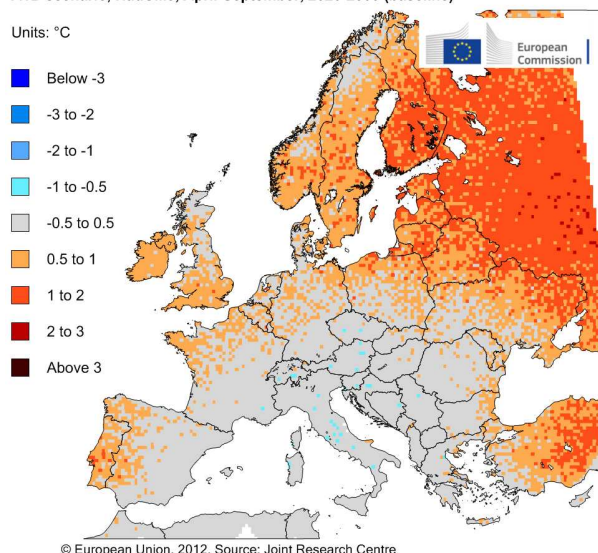 Units: °C
European
Commission
Below -3
-3 to -2
-2 to -1
-1 to -0.5
-0.5 to 0.5
0.5 to 1
1 to 2
2 to 3
Above 3
© European Union, 2012. Source: Joint Research Centre